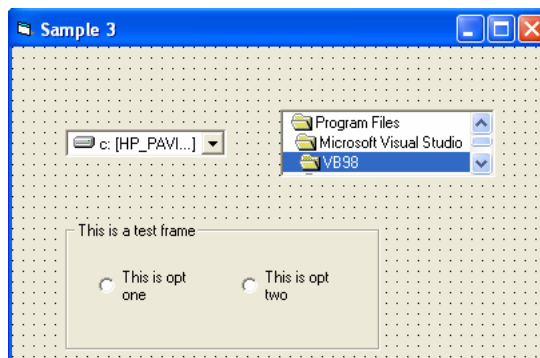 Sample 3
c: [HP_PAVI...]
Program Files
Microsoft Visual Studio
VB98
This is a test frame
This is opt
one
This is opt
two